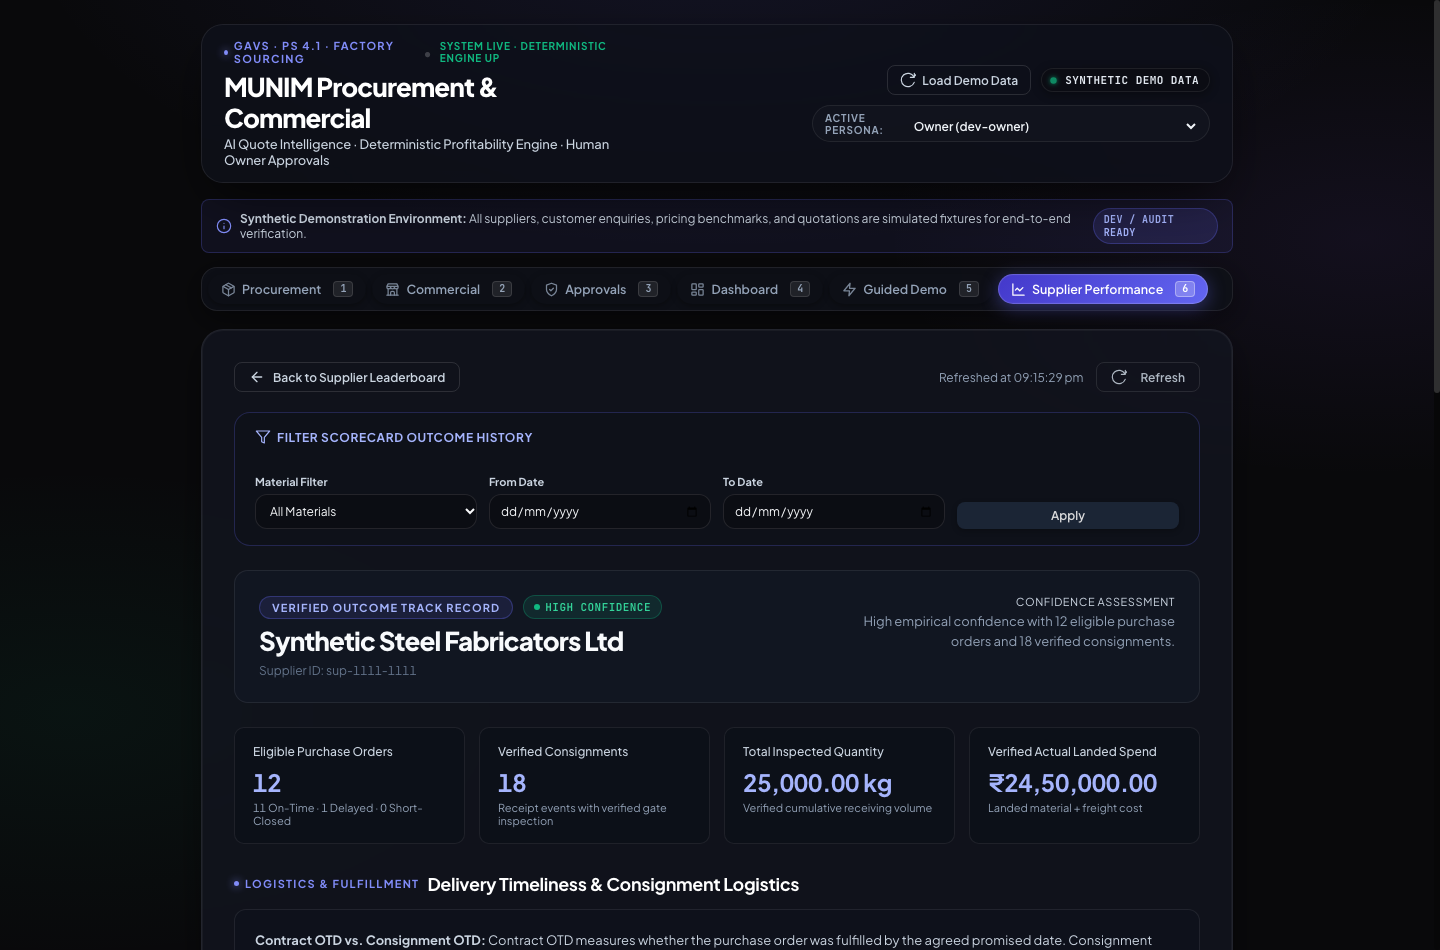 GAVS · PS 4.1 · FACTORY
SOURCING
SYSTEM LIVE · DETERMINISTIC
ENGINE UP
MUNIM Procurement &
Commercial
AI Quote Intelligence · Deterministic Profitability Engine · Human
Owner Approvals
Load Demo Data
SYNTHETIC DEMO DATA
ACTIVE
PERSONA:
Owner (dev-owner)
Synthetic Demonstration Environment: All suppliers, customer enquiries, pricing benchmarks, and quotations are simulated fixtures for end-to-end
verification.
DEV / AUDIT
READY
Procurement 1
Commercial 2
Approvals 3
Dashboard 4
Guided Demo 5
Supplier Performance 6
Back to Supplier Leaderboard
Refreshed at 09:15:29 pm
Refresh
FILTER SCORECARD OUTCOME HISTORY
Material Filter
From Date
To Date
All Materials
dd/mm/yyyy
dd/mm/yyyy
Apply
VERIFIED OUTCOME TRACK RECORD
HIGH CONFIDENCE
Synthetic Steel Fabricators Ltd
Supplier ID: sup-1111-1111
CONFIDENCE ASSESSMENT
High empirical confidence with 12 eligible purchase
orders and 18 verified consignments.
Eligible Purchase Orders
12
11 On-Time · 1 Delayed · 0 Short-
Closed
Verified Consignments
18
Receipt events with verified gate
inspection
Total Inspected Quantity
25,000.00 kg
Verified cumulative receiving volume
Verified Actual Landed Spend
₹24,50,000.00
Landed material + freight cost
LOGISTICS & FULFILLMENT
Delivery Timeliness & Consignment Logistics
Contract OTD vs. Consignment OTD: Contract OTD measures whether the purchase order was fulfilled by the agreed promised date. Consignment